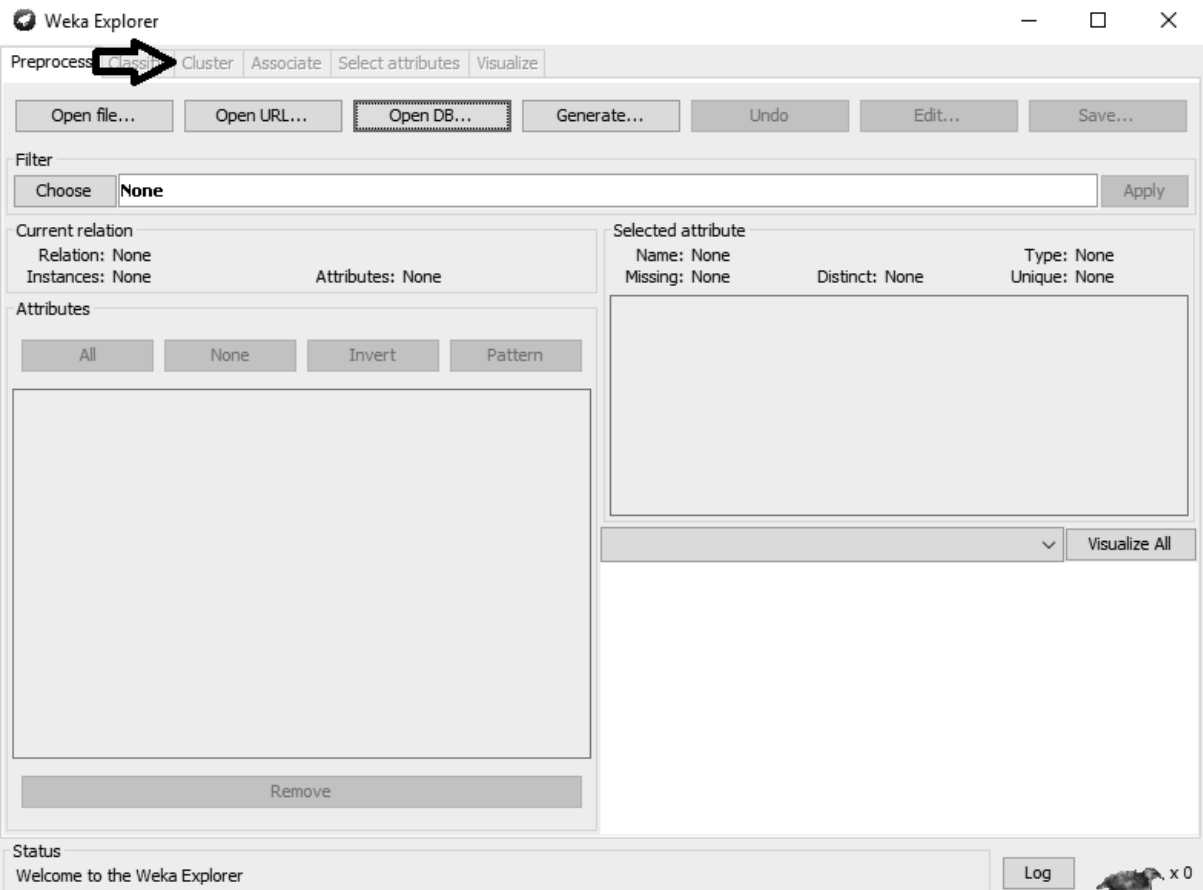 Weka Explorer
Preprocess Classify Cluster Associate Select attributes Visualize
Open file... Open URL... Open DB... Generate... Undo Edit... Save...
Filter
Choose None Apply
Current relation
Relation: None
Instances: None Attributes: None
Selected attribute
Name: None Type: None
Missing: None Distinct: None Unique: None
Attributes
All None Invert Pattern
Visualize All
Remove
Status
Welcome to the Weka Explorer
Log x 0